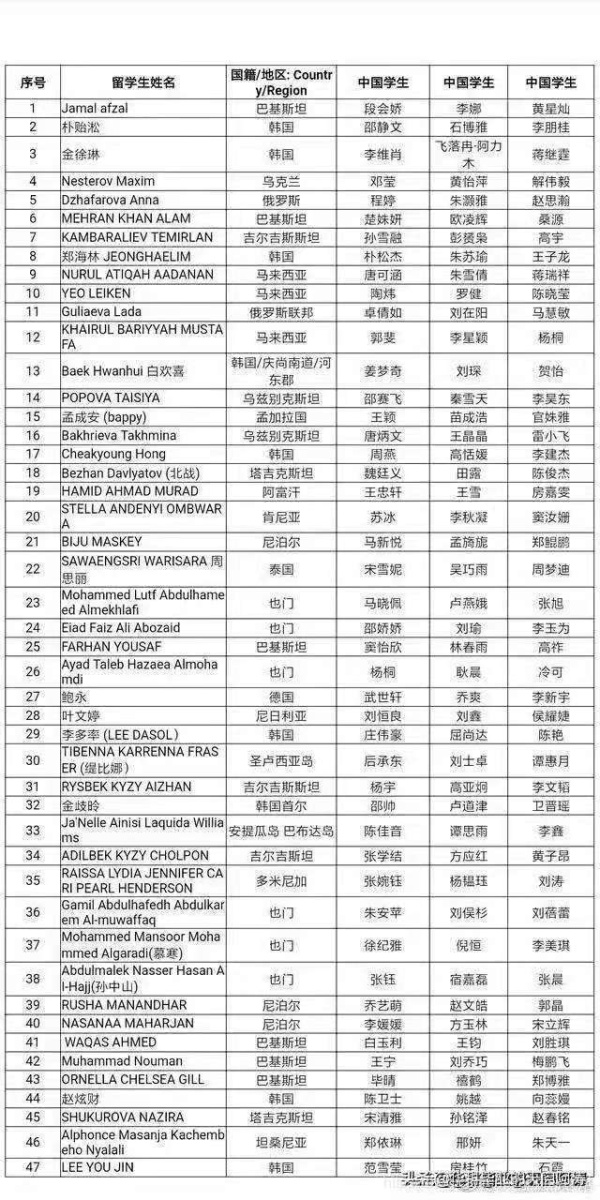 序号 留学生姓名 国籍/地区: Countr 中国学生 中国学生 中国学生
y/Region
1 Jamal afzal 巴基斯坦 段会娇 李娜 黄星灿
2 朴贻淞 韩国 邵静文 石博雅 李朋桂
3 金徐琳 韩国 李维肖 飞落冉·阿力 蒋继霆
木
4 Nesterov Maxim 乌克兰 邓莹 黄怡萍 解伟毅
5 Dzhafarova Anna 俄罗斯 程婷 朱灏雅 赵思瀚
6 MEHRAN KHAN ALAM 巴基斯坦 楚姝妍 欧凌辉 桑源
7 KAMBARALIEV TEMIRLAN 吉尔吉斯斯坦 孙雪融 彭赟枭 高宇
8 郑海林 JEONGHAELIM 韩国 朴松杰 朱苏瑜 王子龙
9 NURUL ATIQAH AADANAN 马来西亚 唐可涵 朱雪倩 蒋瑞祥
10 YEO LEIKEN 马来西亚 陶炜 罗健 陈晓莹
11 Guliaeva Lada 俄罗斯联邦 卓倩如 刘在阳 马慧敏
12 KHAIRUL BARIYYAH MUSTA 马来西亚 郭斐 李星颖 杨桐
FA
13 Baek Hwanhui 白欢喜 韩国/庆尚南道/河 姜梦奇 刘琛 贺怡
东郡
14 POPOVA TAISIYA 乌兹别克斯坦 邵赛飞 秦雪天 李昊东
15 孟成安 (bappy) 孟加拉国 王颖 苗成浩 官姝雅
16 Bakhrieva Takhmina 乌兹别克斯坦 唐炳文 王晶晶 雷小飞
17 Cheakyoung Hong 韩国 周燕 高恬媛 李建杰
18 Bezhan Davlyatov (北战) 塔吉克斯坦 魏廷义 田露 陈俊杰
19 HAMID AHMAD MURAD 阿富汗 王忠轩 王雪 房嘉雯
20 STELLA ANDENYI OMBWAR 肯尼亚 苏冰 李秋凝 窦汝姗
A
21 BIJU MASKEY 尼泊尔 马新悦 孟旖旎 郑鲲鹏
22 SAWAENGSRI WARISARA 周 泰国 宋雪妮 吴巧雨 周梦迪
思丽
23 Mohammed Lutf Abdulhame 也门 马晓佩 卢燕娥 张旭
ed Almekhlafi
24 Eiad Faiz Ali Abozaid 也门 邵娇娇 刘瑜 李玉为
25 FARHAN YOUSAF 巴基斯坦 窦怡欣 林春雨 高祚
26 Ayad Taleb Hazaea Almoha 也门 杨桐 耿晨 冷可
mdi
27 鲍永 德国 武世轩 乔爽 李新宇
28 叶文婷 尼日利亚 刘恒良 刘鑫 侯耀婕
29 李多率 (LEE DASOL) 韩国 庄伟豪 屈尚达 陈艳
30 TIBENNA KARRENNA FRAS 圣卢西亚岛 后承东 刘士卓 谭惠月
ER (缇比娜)
31 RYSBEK KYZY AIZHAN 吉尔吉斯斯坦 杨宇 高亚炯 李文韬
32 金歧昑 韩国首尔 邵帅 卢道津 卫晋瑶
33 Ja'Nelle Ainisi Laquida Willia 安提瓜岛 巴布达岛 陈佳音 谭思雨 李鑫
ms
34 ADILBEK KYZY CHOLPON 吉尔吉斯坦 张学结 方应红 黄子昂
35 RAISSA LYDIA JENNIFER CA 多米尼加 张婉钰 杨韫珏 刘涛
RI PEARL HENDERSON
36 Gamil Abdulhafedh Abdulkar 也门 朱安苹 刘俣杉 刘蓓蕾
em Al-muwaffaq
37 Mohammed Mansoor Moha 也门 徐纪雅 倪恒 李美琪
mmed Algaradi(慕寒)
38 Abdulmalek Nasser Hasan A 也门 张钰 宿嘉磊 张晨
l-Hajj(孙中山)
39 RUSHA MANANDHAR 尼泊尔 乔艺萌 赵文皓 郭晶
40 NASANAA MAHARJAN 尼泊尔 李媛媛 方玉林 宋立辉
41 WAQAS AHMED 巴基斯坦 白玉利 王钧 刘胜琪
42 Muhammad Nouman 巴基斯坦 王宁 刘乔巧 梅鹏飞
43 ORNELLA CHELSEA GILL 巴基斯坦 毕晴 禧鹤 郑博雅
44 赵炫财 韩国 陈卫士 姚越 向蕊嫚
45 SHUKUROVA NAZIRA 塔吉克斯坦 宋清雅 孙铭泽 赵春铭
46 Alphonce Masanja Kachemb 坦桑尼亚 郑依琳 邢妍 朱天一
eho Nyalali
47 LEE YOU JIN 韩国 范雪莹 房桂竹 石霞
头条